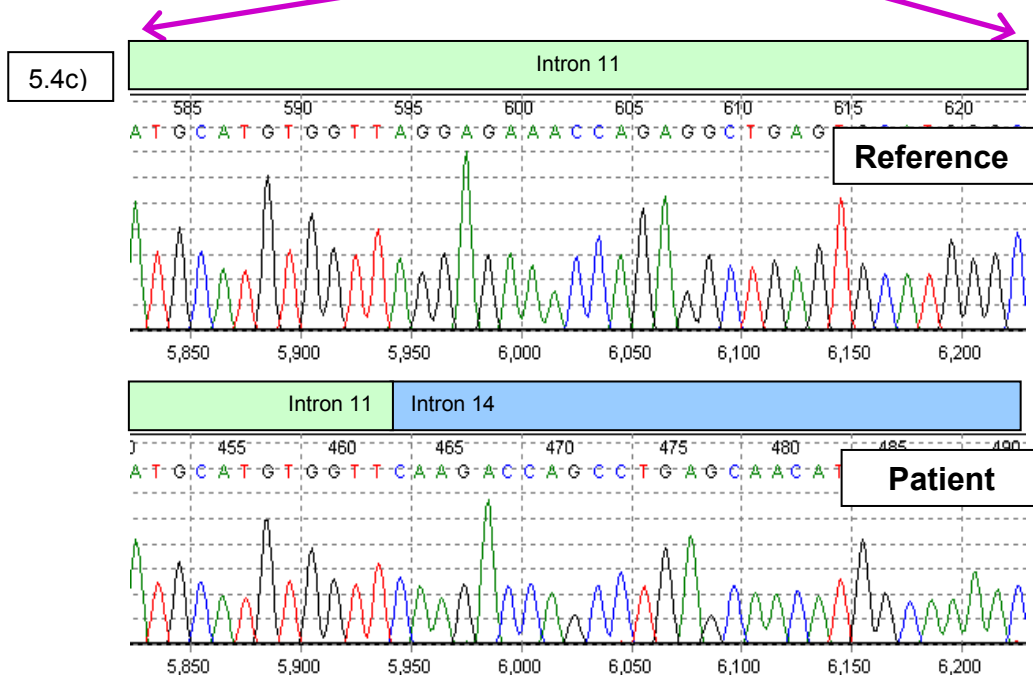 5.4c)
Intron 11
585 590 595 600 605 610 615 620
A T G C A T G T G G T T A G G A G A A A C C A G A G G C T G A G
Reference
5,850 5,900 5,950 6,000 6,050 6,100 6,150 6,200
Intron 11 Intron 14
455 460 465 470 475 480 485 490
A T G C A T G T G G T T C A A G A C C A G C C T G A G C A A C A T
Patient
5,850 5,900 5,950 6,000 6,050 6,100 6,150 6,200